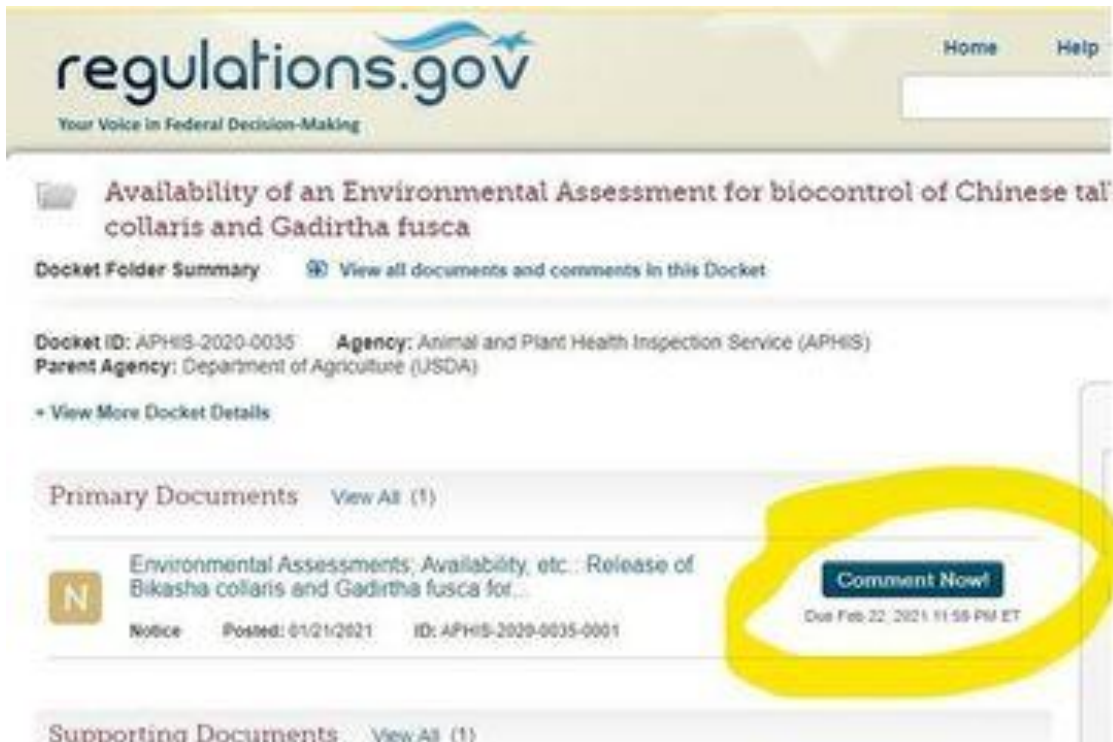 regulations.gov
Home Help
Your Voice in Federal Decision-Making
Availability of an Environmental Assessment for biocontrol of Chinese tal
collaris and Gadirtha fusca
Docket Folder Summary View all documents and comments in this Docket
Docket ID: APHIS-2020-0035 Agency: Animal and Plant Health Inspection Service (APHIS)
Parent Agency: Department of Agriculture (USDA)
+ View More Docket Details
Primary Documents View All (1)
Environmental Assessments; Availability, etc.: Release of
Bikasha collaris and Gadirtha fusca for...
N
Comment Now!
Due Feb 22, 2021 11:59 PM ET
Notice Posted: 01/21/2021 ID: APHIS-2020-0035-0001
Supporting Documents View All (1)